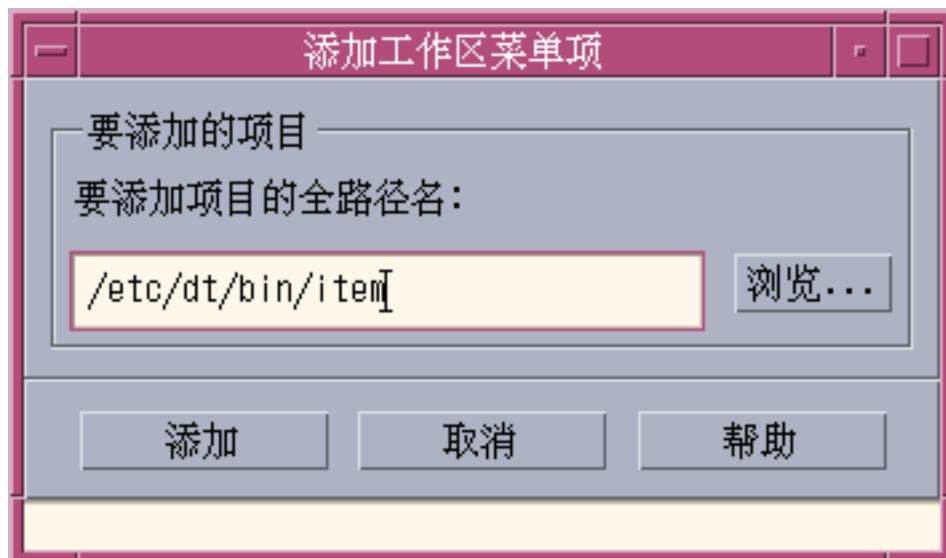 添加工作区菜单项
要添加的项目
要添加项目的全路径名:
/etc/dt/bin/item
浏览...
添加 取消 帮助